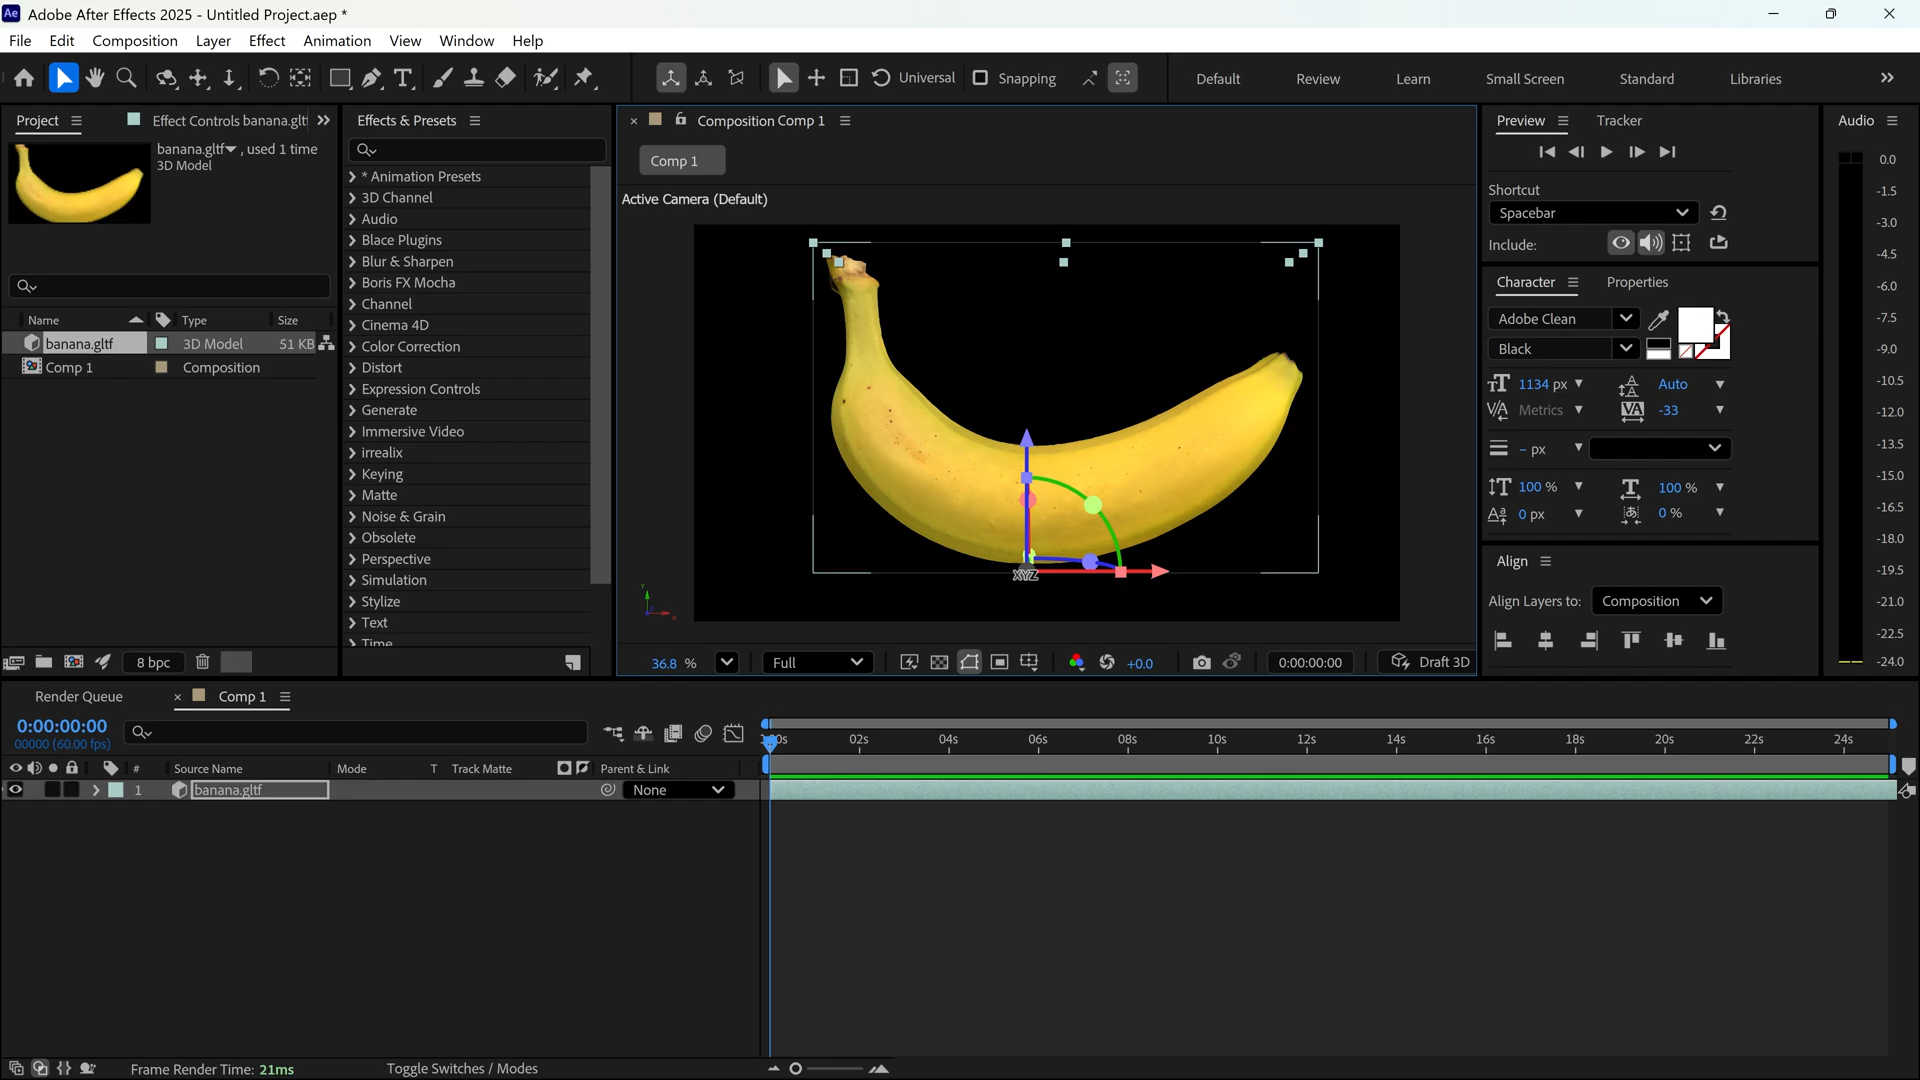 Ae Adobe After Effects 2025 - Untitled Project.aep *
File Edit Composition Layer Effect Animation View Window Help
Universal Snapping Default Review Learn Small Screen Standard Libraries
Project Effect Controls banana.glt
banana.gltf , used 1 time
3D Model
Name Type Size
banana.gltf 3D Model 51 KB
Comp 1 Composition
8 bpc
Effects & Presets
* Animation Presets
3D Channel
Audio
Blace Plugins
Blur & Sharpen
Boris FX Mocha
Channel
Cinema 4D
Color Correction
Distort
Expression Controls
Generate
Immersive Video
irrealix
Keying
Matte
Noise & Grain
Obsolete
Perspective
Simulation
Stylize
Text
Time
Composition Comp 1
Comp 1
Active Camera (Default)
XYZ
36.8 % Full +0.0 0:00:00:00 Draft 3D
Preview Tracker
Shortcut
Spacebar
Include:
Character Properties
Adobe Clean
Black
1134 px Auto
Metrics -33
– px
100 % 100 %
0 px 0 %
Align
Align Layers to: Composition
Audio
0.0
-1.5
-3.0
-4.5
-6.0
-7.5
-9.0
-10.5
-12.0
-13.5
-15.0
-16.5
-18.0
-19.5
-21.0
-22.5
-24.0
Render Queue Comp 1
0:00:00:00
00000 (60.00 fps)
02s 04s 06s 08s 10s 12s 14s 16s 18s 20s 22s 24s
# Source Name Mode T Track Matte Parent & Link
1 banana.gltf None
Frame Render Time: 21ms Toggle Switches / Modes